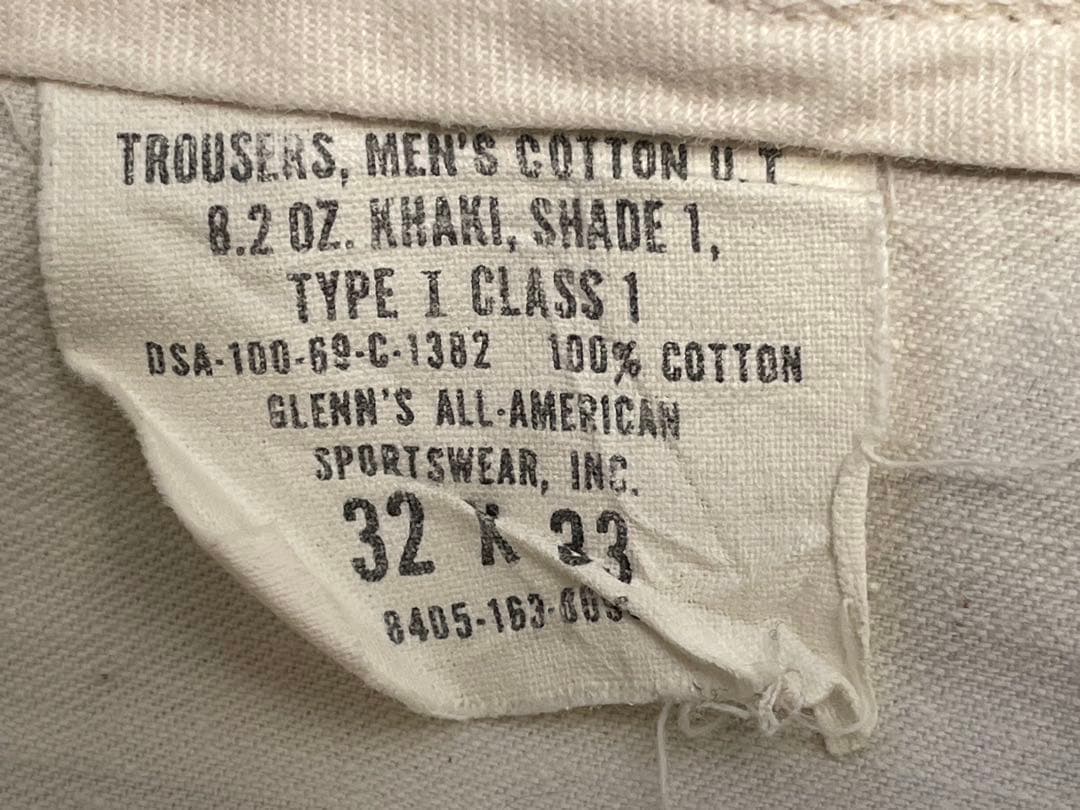 TROUSERS, MEN'S COTTON U. T.
8.2 OZ. KHAKI, SHADE 1,
TYPE I CLASS 1
DSA-100-69-C-1382 100% COTTON
GLENN'S ALL-AMERICAN
SPORTSWEAR, INC.
32 X 33